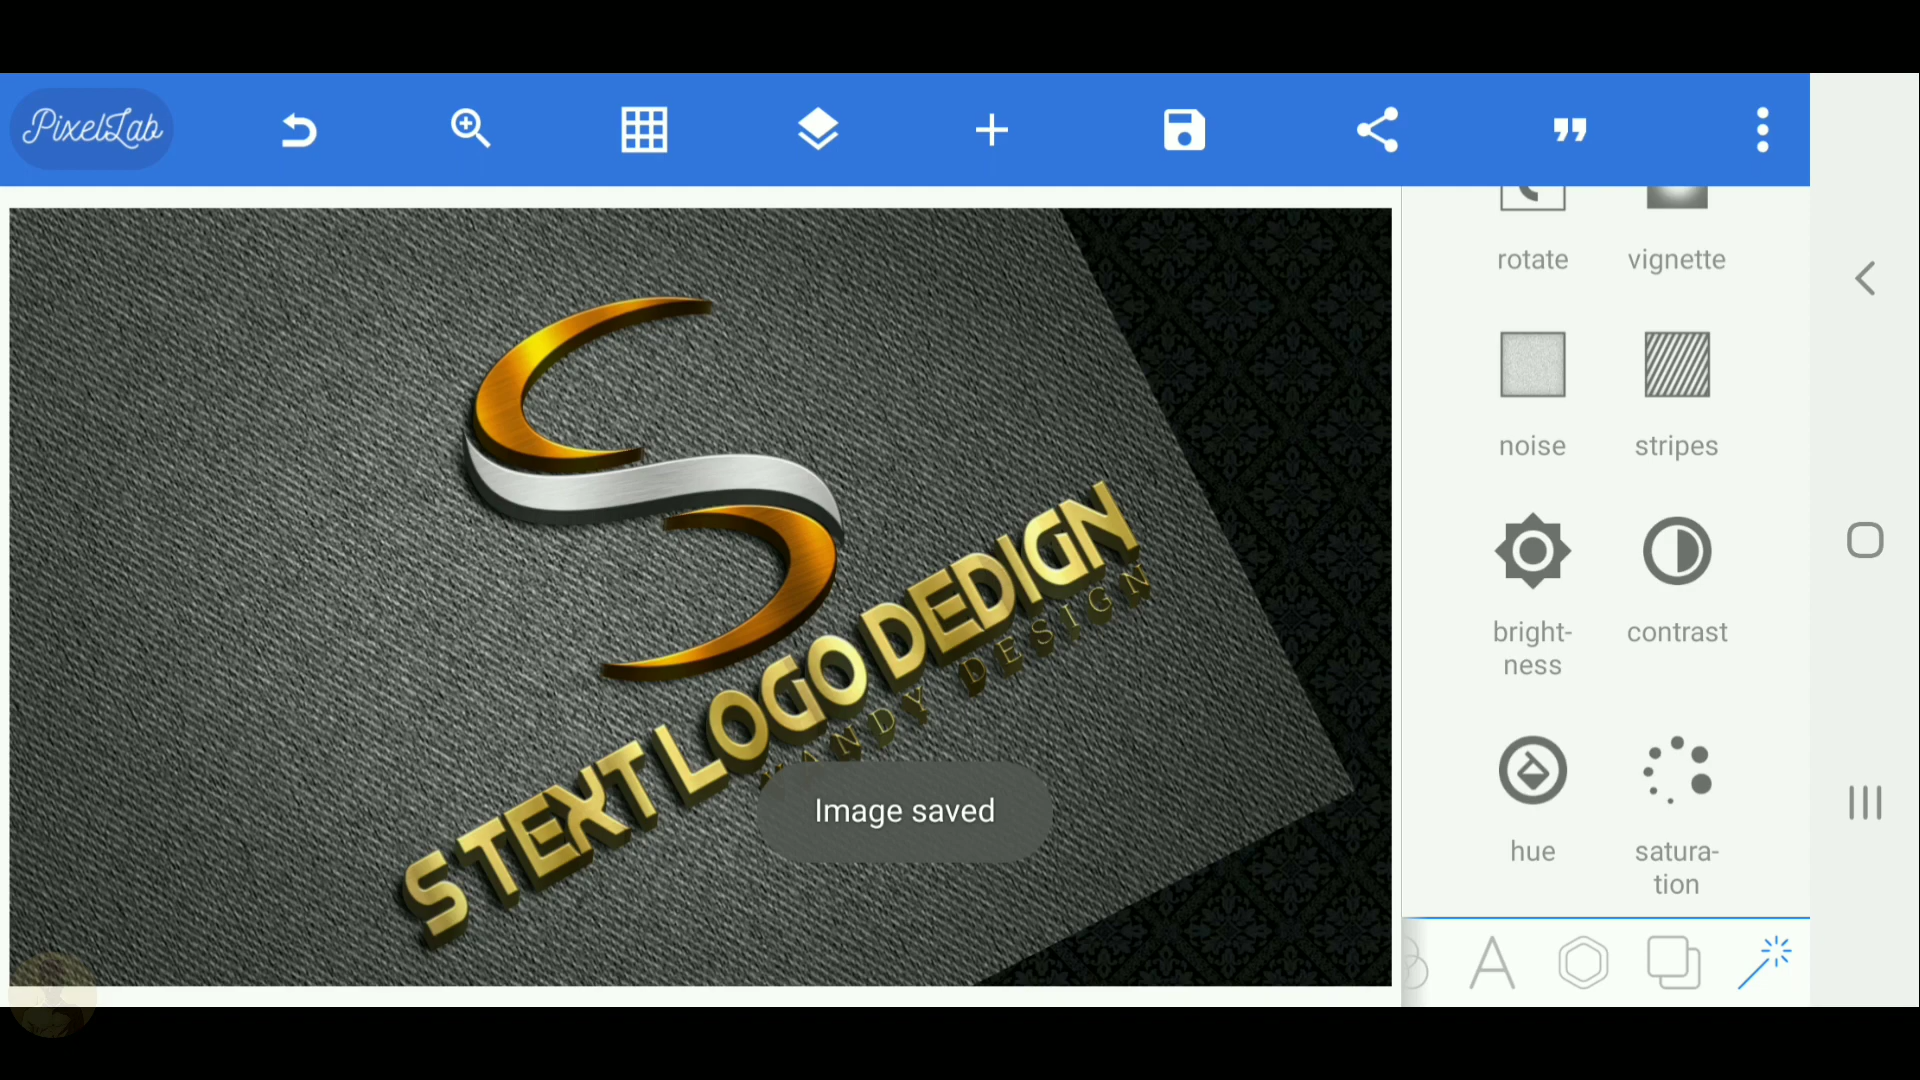 PixelLab
rotate
vignette
noise
stripes
bright-
ness
contrast
hue
satura-
tion
S TEXT LOGO DEDIGN
DESIGN
Image saved